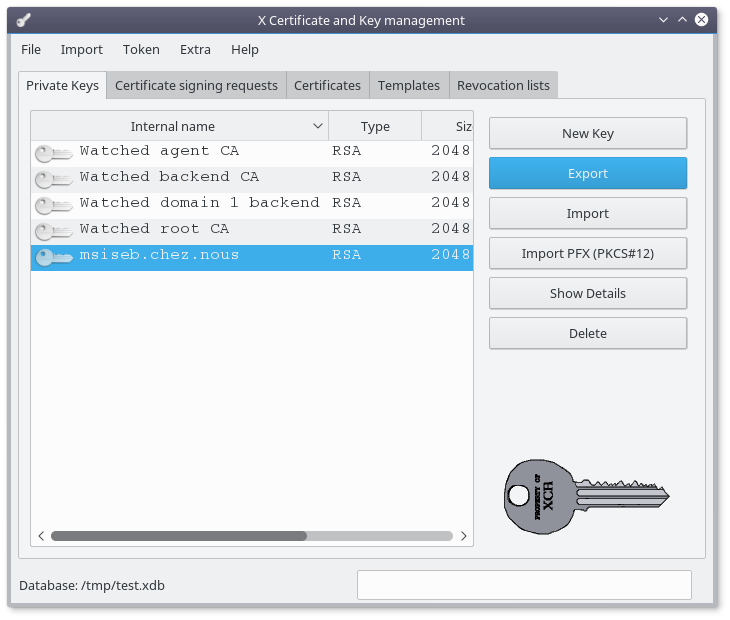 X Certificate and Key management
File Import Token Extra Help
Private Keys Certificate signing requests Certificates Templates Revocation lists
Internal name Type Siz
Watched agent CA RSA 2048
Watched backend CA RSA 2048
Watched domain 1 backend RSA 2048
Watched root CA RSA 2048
msiseb.chez.nous RSA 2048
New Key
Export
Import
Import PFX (PKCS#12)
Show Details
Delete
PROPERTY OF
XCA
Database: /tmp/test.xdb